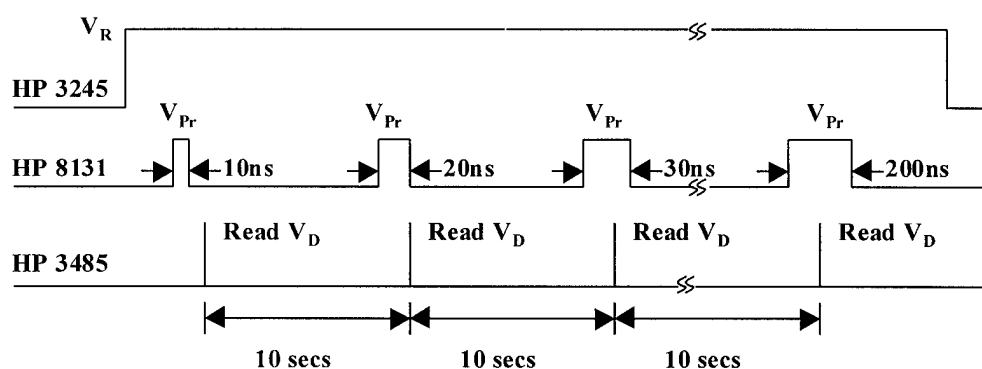 V_R
HP 3245
V_Pr V_Pr V_Pr V_Pr
HP 8131 10ns 20ns 30ns 200ns
Read V_D Read V_D Read V_D Read V_D
HP 3485
10 secs 10 secs 10 secs